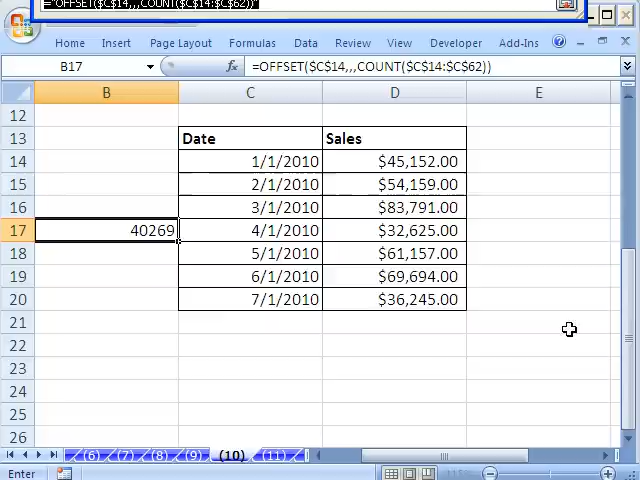 ="OFFSET($C$14,,,COUNT($C$14:$C$62))"
Home Insert Page Layout Formulas Data Review View Developer Add-Ins
B17 fx =OFFSET($C$14,,,COUNT($C$14:$C$62))
B C D E
12
13 Date Sales
14 1/1/2010 $45,152.00
15 2/1/2010 $54,159.00
16 3/1/2010 $83,791.00
17 40269 4/1/2010 $32,625.00
18 5/1/2010 $61,157.00
19 6/1/2010 $69,694.00
20 7/1/2010 $36,245.00
21
22
23
24
25
26
(6) (7) (8) (9) (10) (11)
Enter 115%